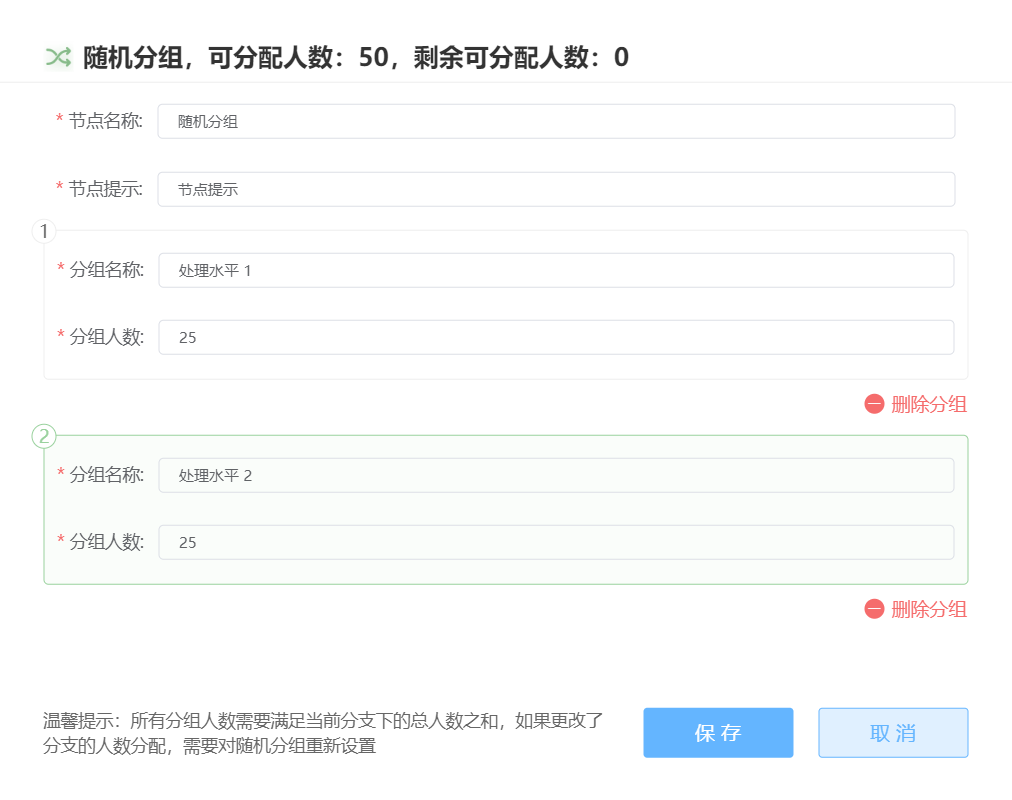 随机分组，可分配人数：50，剩余可分配人数：0
* 节点名称: 随机分组
* 节点提示: 节点提示
1
* 分组名称: 处理水平 1
* 分组人数: 25
删除分组
2
* 分组名称: 处理水平 2
* 分组人数: 25
删除分组
温馨提示：所有分组人数需要满足当前分支下的总人数之和，如果更改了
分支的人数分配，需要对随机分组重新设置
保存 取消